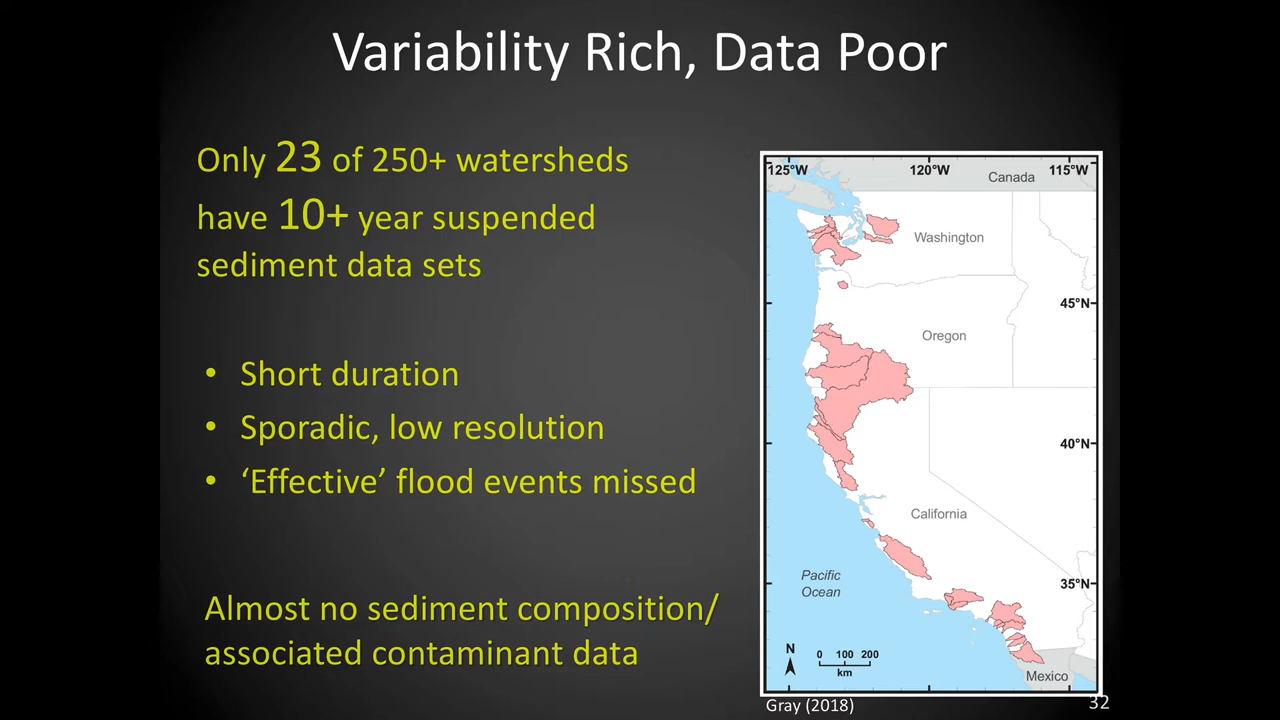 Variability Rich, Data Poor
Only 23 of 250+ watersheds
have 10+ year suspended
sediment data sets
• Short duration
• Sporadic, low resolution
• ‘Effective’ flood events missed
Almost no sediment composition/
associated contaminant data
125°W 120°W 115°W
Canada
Washington
45°N
Oregon
40°N
California
Pacific
Ocean
35°N
N
0 100 200
km
Mexico
Gray (2018)
32